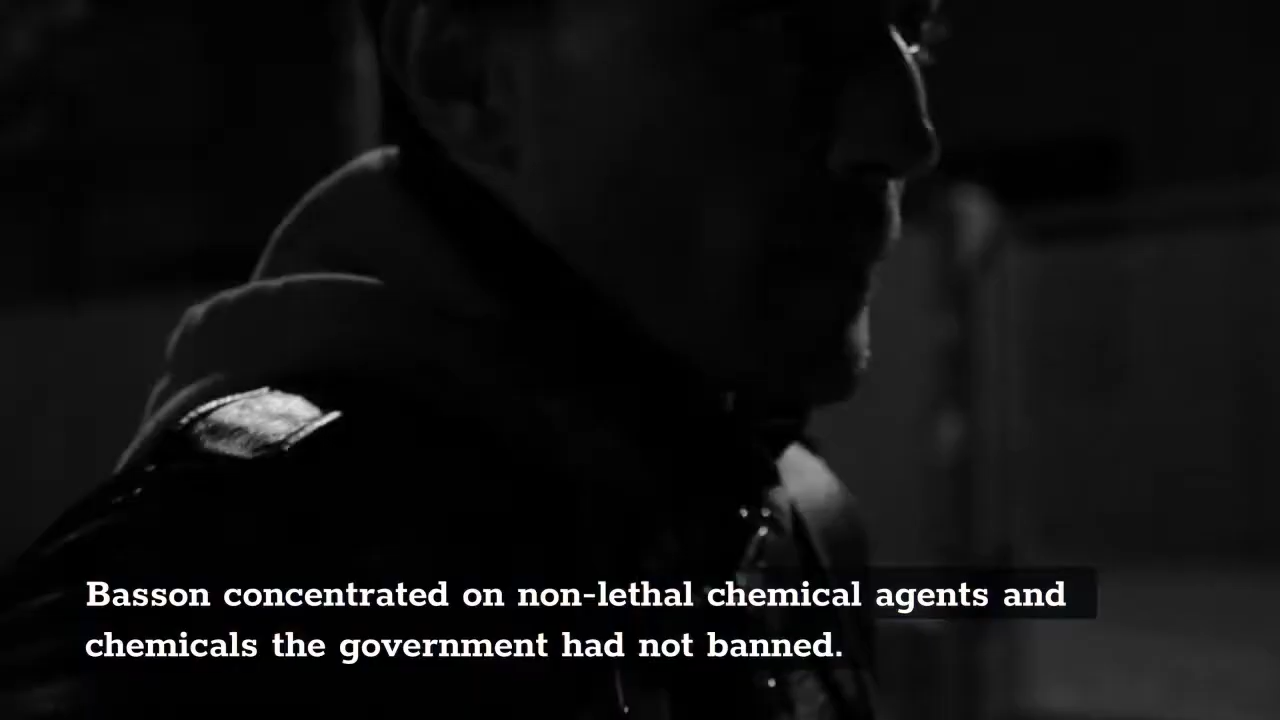 Basson concentrated on non-lethal chemical agents and
chemicals the government had not banned.